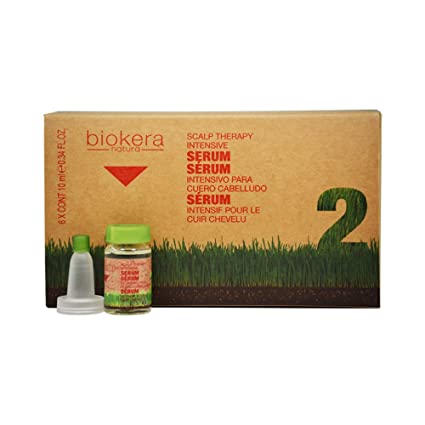 biokera
natura
6 X CONT 10 ml e 0.34 FL.OZ.
SCALP THERAPY
INTENSIVE
SERUM
SÉRUM
INTENSIVO PARA
CUERO CABELLUDO
SÉRUM
INTENSIF POUR LE
CUIR CHEVELU
2
SERUM
SÉRUM
SÉRUM